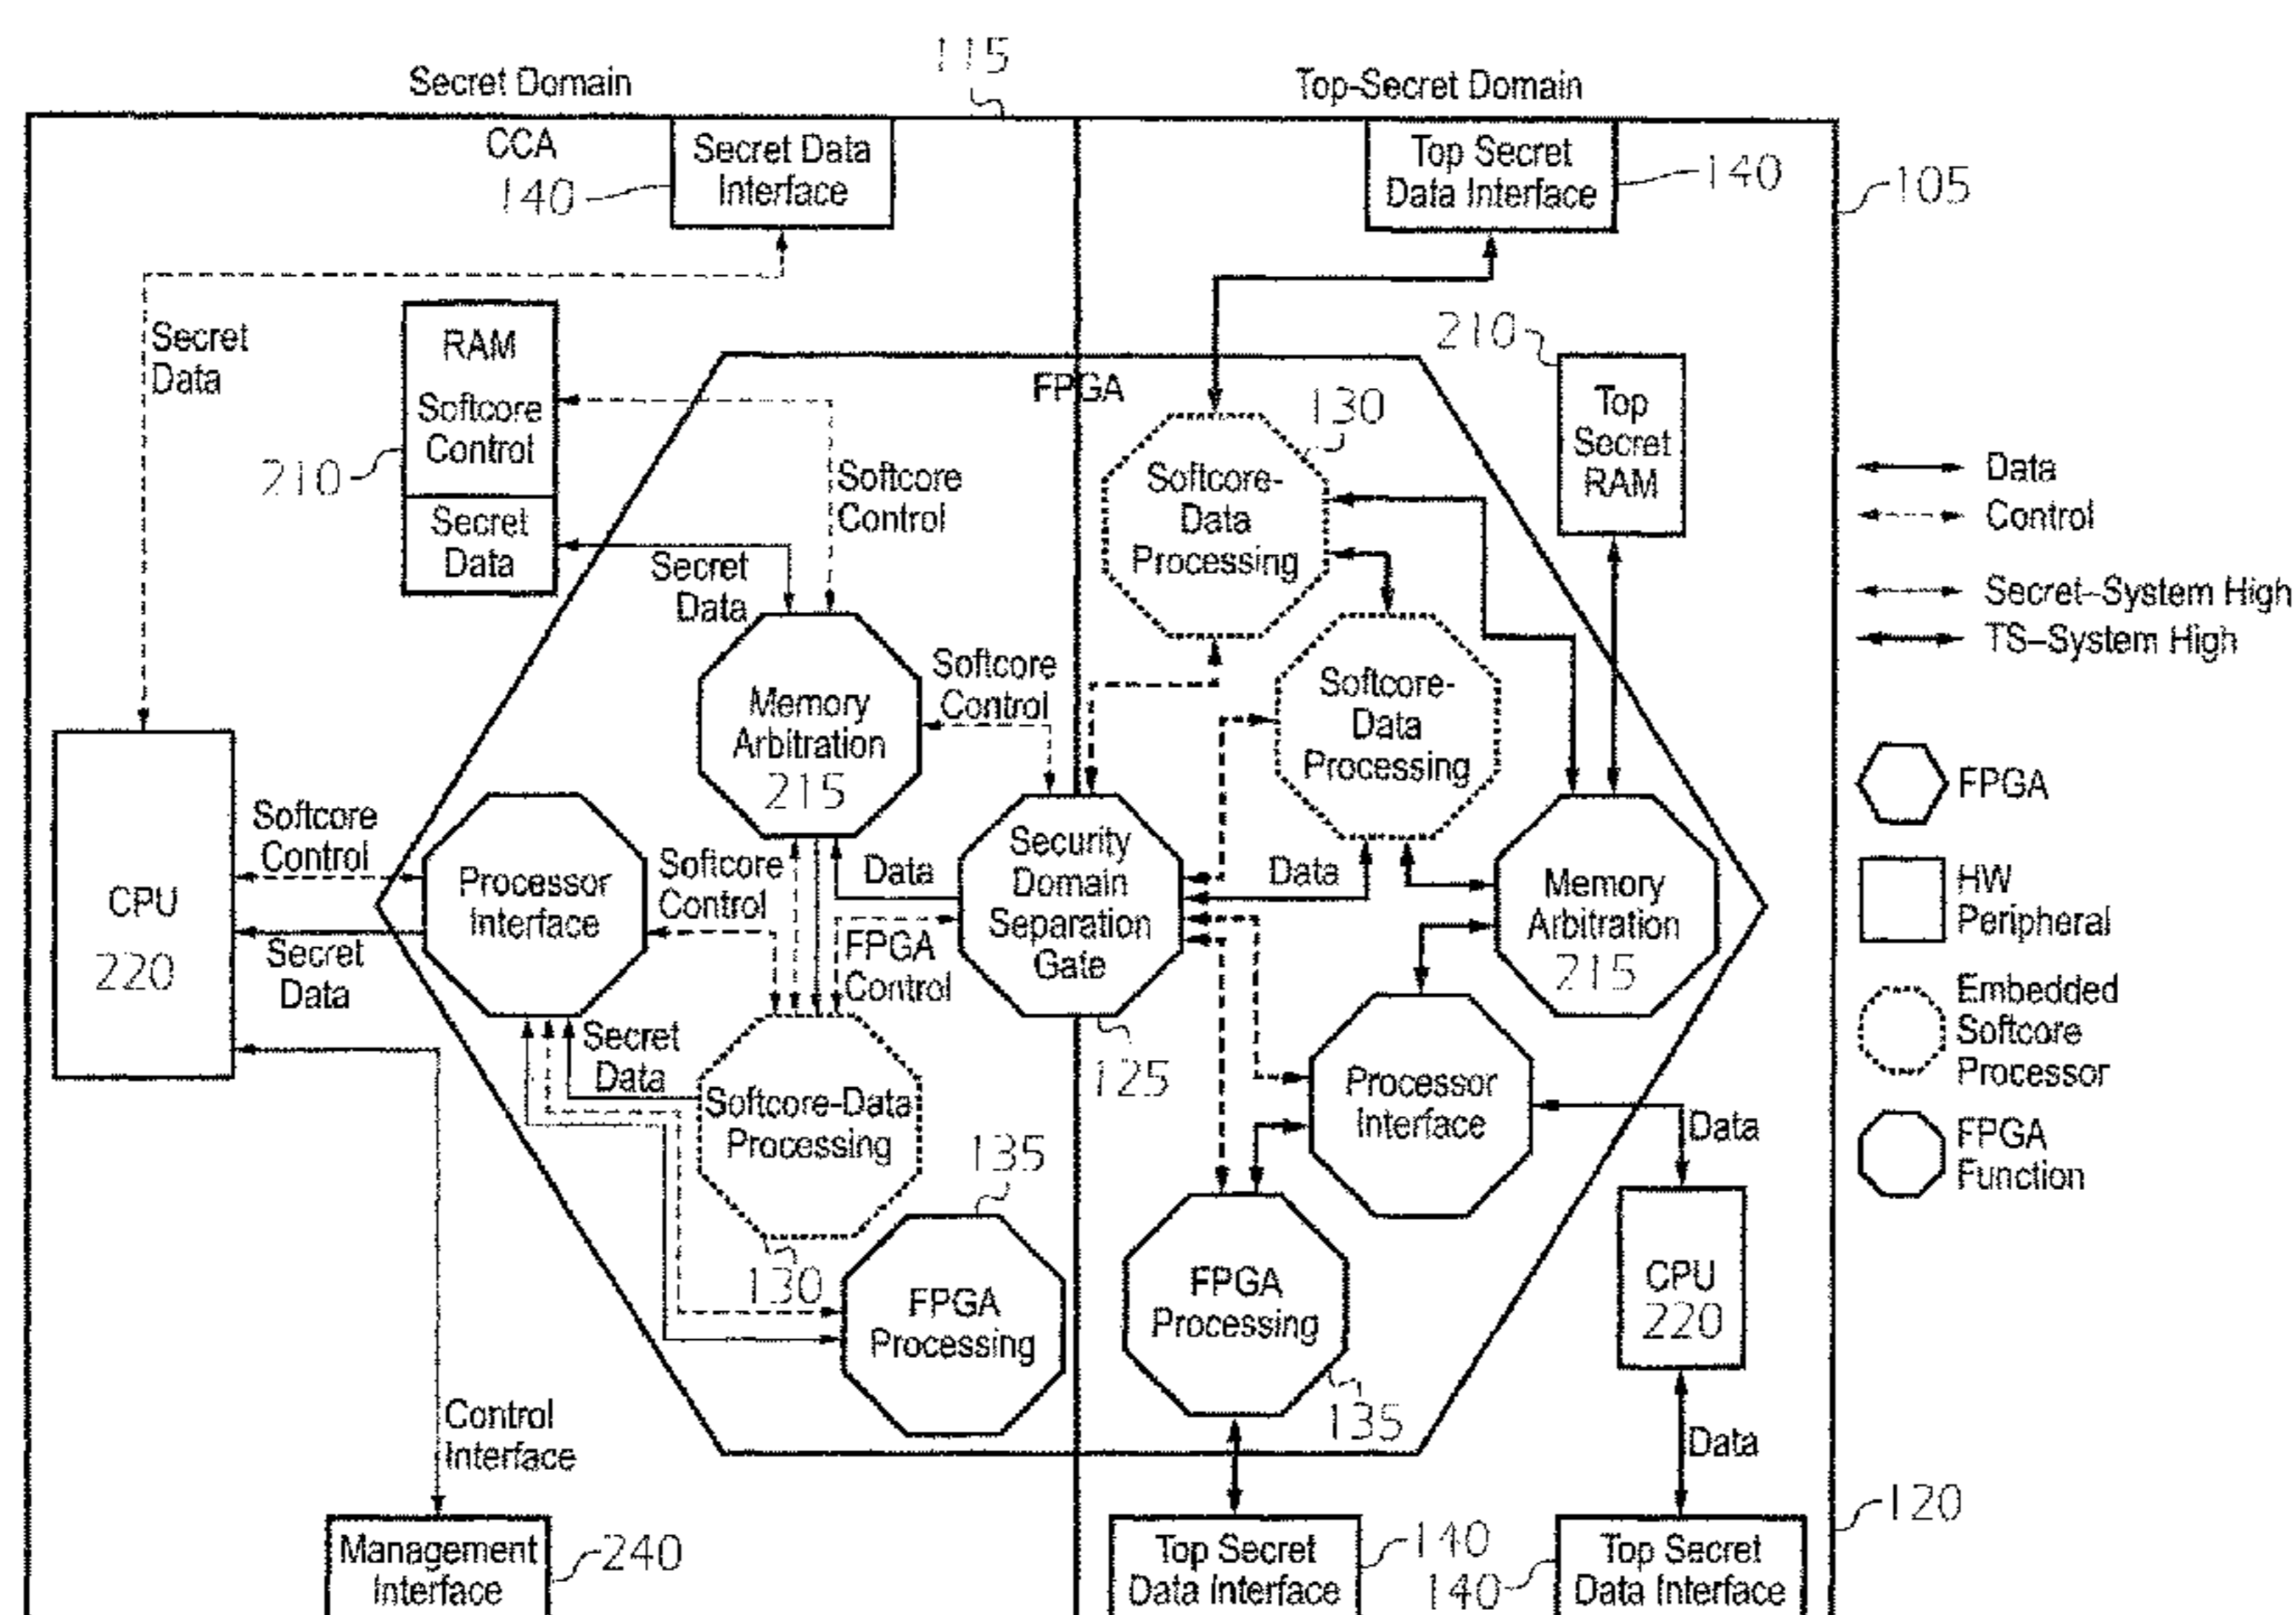 Secret Domain
115
Top-Secret Domain
CCA
140
Secret Data
Interface
Top Secret
Data Interface
140
105
Secret
Data
RAM
Softcore
Control
210
Secret
Data
FPGA
Softcore
Control
Secret
Data
130
Softcore-
Data
Processing
210
Top
Secret
RAM
Data
Control
Secret–System High
TS–System High
Memory
Arbitration
215
Softcore
Control
Softcore-
Data
Processing
CPU
220
Softcore
Control
Secret
Data
Processor
Interface
Softcore
Control
Data
FPGA
Control
Security
Domain
Separation
Gate
125
Data
Memory
Arbitration
215
FPGA
HW
Peripheral
Embedded
Softcore
Processor
FPGA
Function
Secret
Data
Softcore-Data
Processing
130
135
FPGA
Processing
Processor
Interface
Data
FPGA
Processing
135
CPU
220
Data
Control
Interface
Management
Interface
240
Top Secret
Data Interface
140
140
Top Secret
Data Interface
120